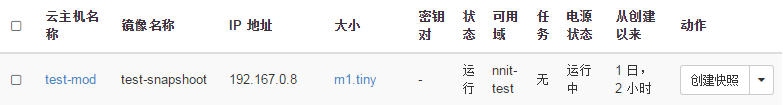 云主机名称 镜像名称 IP 地址 大小 密钥对 状态 可用域 任务 电源状态 从创建以来 动作
test-mod test-snapshoot 192.167.0.8 m1.tiny - 运行 nnit-test 无 运行中 1 日，2 小时 创建快照